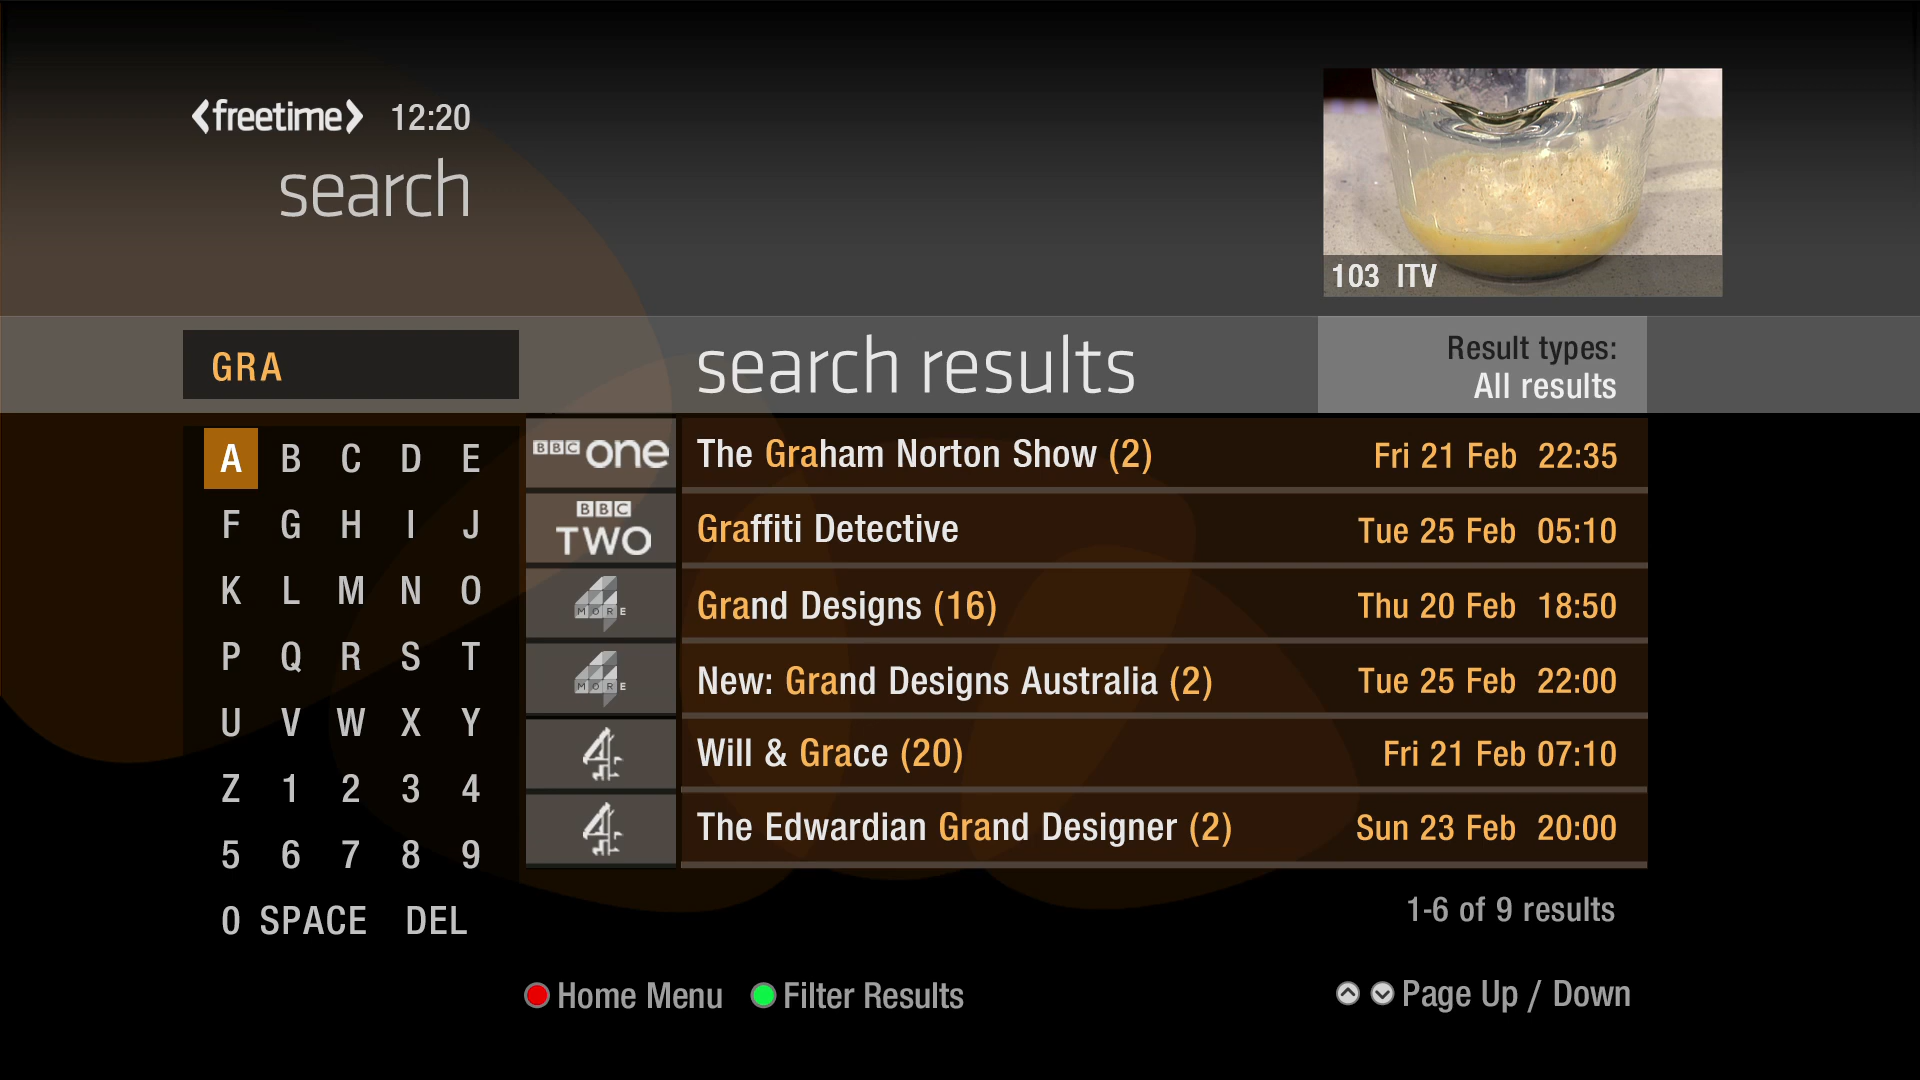 freetime 12:20
search
103 ITV
GRA
search results
Result types:
All results
A B C D E
F G H I J
K L M N O
P Q R S T
U V W X Y
Z 1 2 3 4
5 6 7 8 9
0 SPACE DEL
BBC one The Graham Norton Show (2) Fri 21 Feb 22:35
BBC TWO Graffiti Detective Tue 25 Feb 05:10
4 MORE Grand Designs (16) Thu 20 Feb 18:50
4 MORE New: Grand Designs Australia (2) Tue 25 Feb 22:00
4 Will & Grace (20) Fri 21 Feb 07:10
4 The Edwardian Grand Designer (2) Sun 23 Feb 20:00
1-6 of 9 results
Home Menu Filter Results Page Up / Down